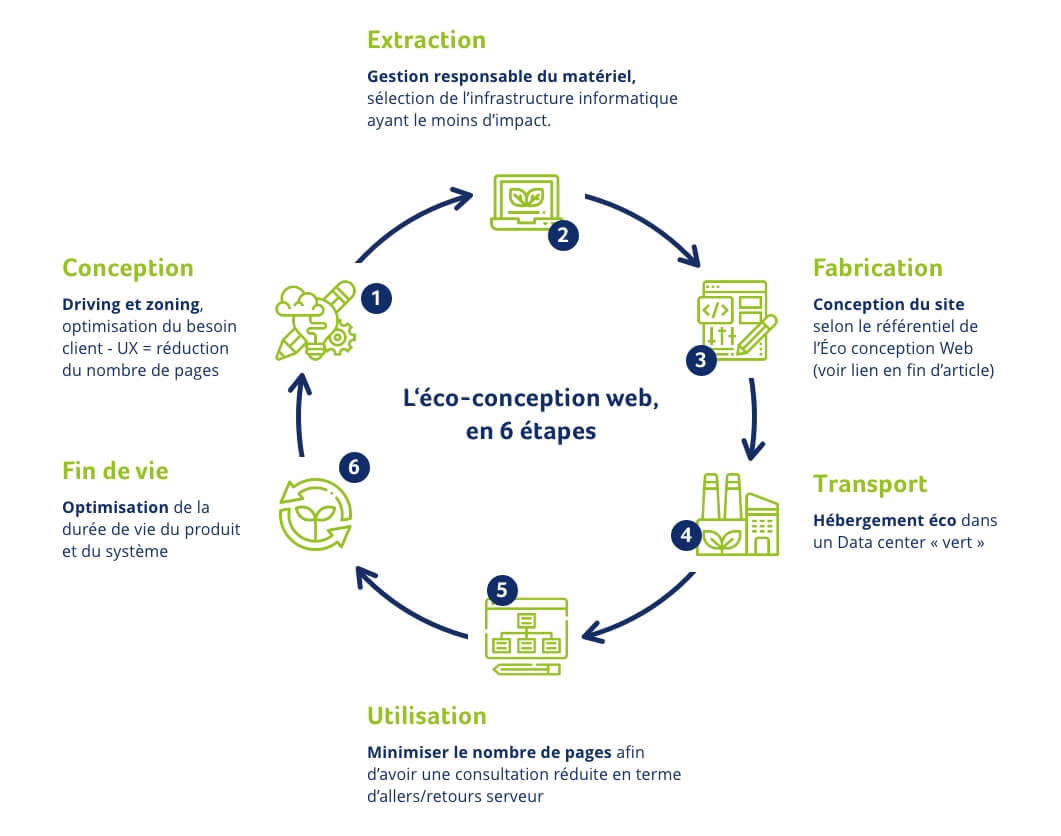 Extraction
Gestion responsable du matériel,
sélection de l’infrastructure informatique
ayant le moins d’impact.
2
Conception
Driving et zoning,
optimisation du besoin
client - UX = réduction
du nombre de pages
1
Fabrication
Conception du site
selon le référentiel de
l’Éco conception Web
(voir lien en fin d’article)
</>
3
L‘éco-conception web,
en 6 étapes
Fin de vie
Optimisation de la
durée de vie du produit
et du système
6
Transport
Hébergement éco dans
un Data center « vert »
4
5
Utilisation
Minimiser le nombre de pages afin
d’avoir une consultation réduite en terme
d’allers/retours serveur